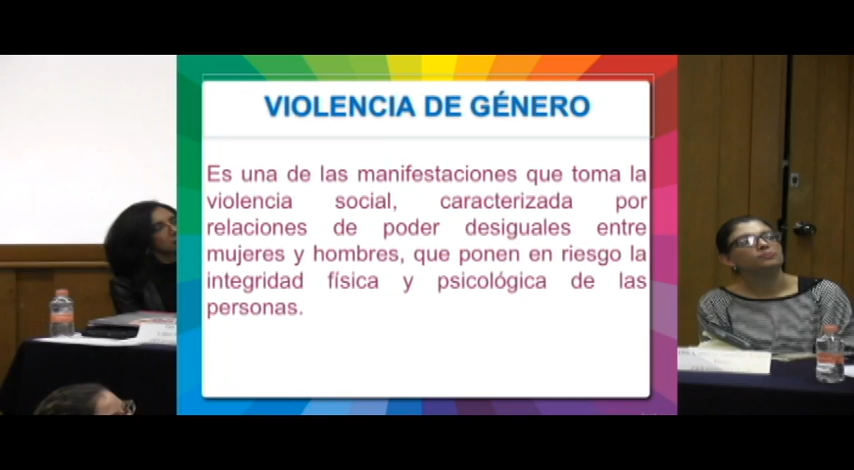 VIOLENCIA DE GÉNERO
Es una de las manifestaciones que toma la
violencia social, caracterizada por
relaciones de poder desiguales entre
mujeres y hombres, que ponen en riesgo la
integridad física y psicológica de las
personas.